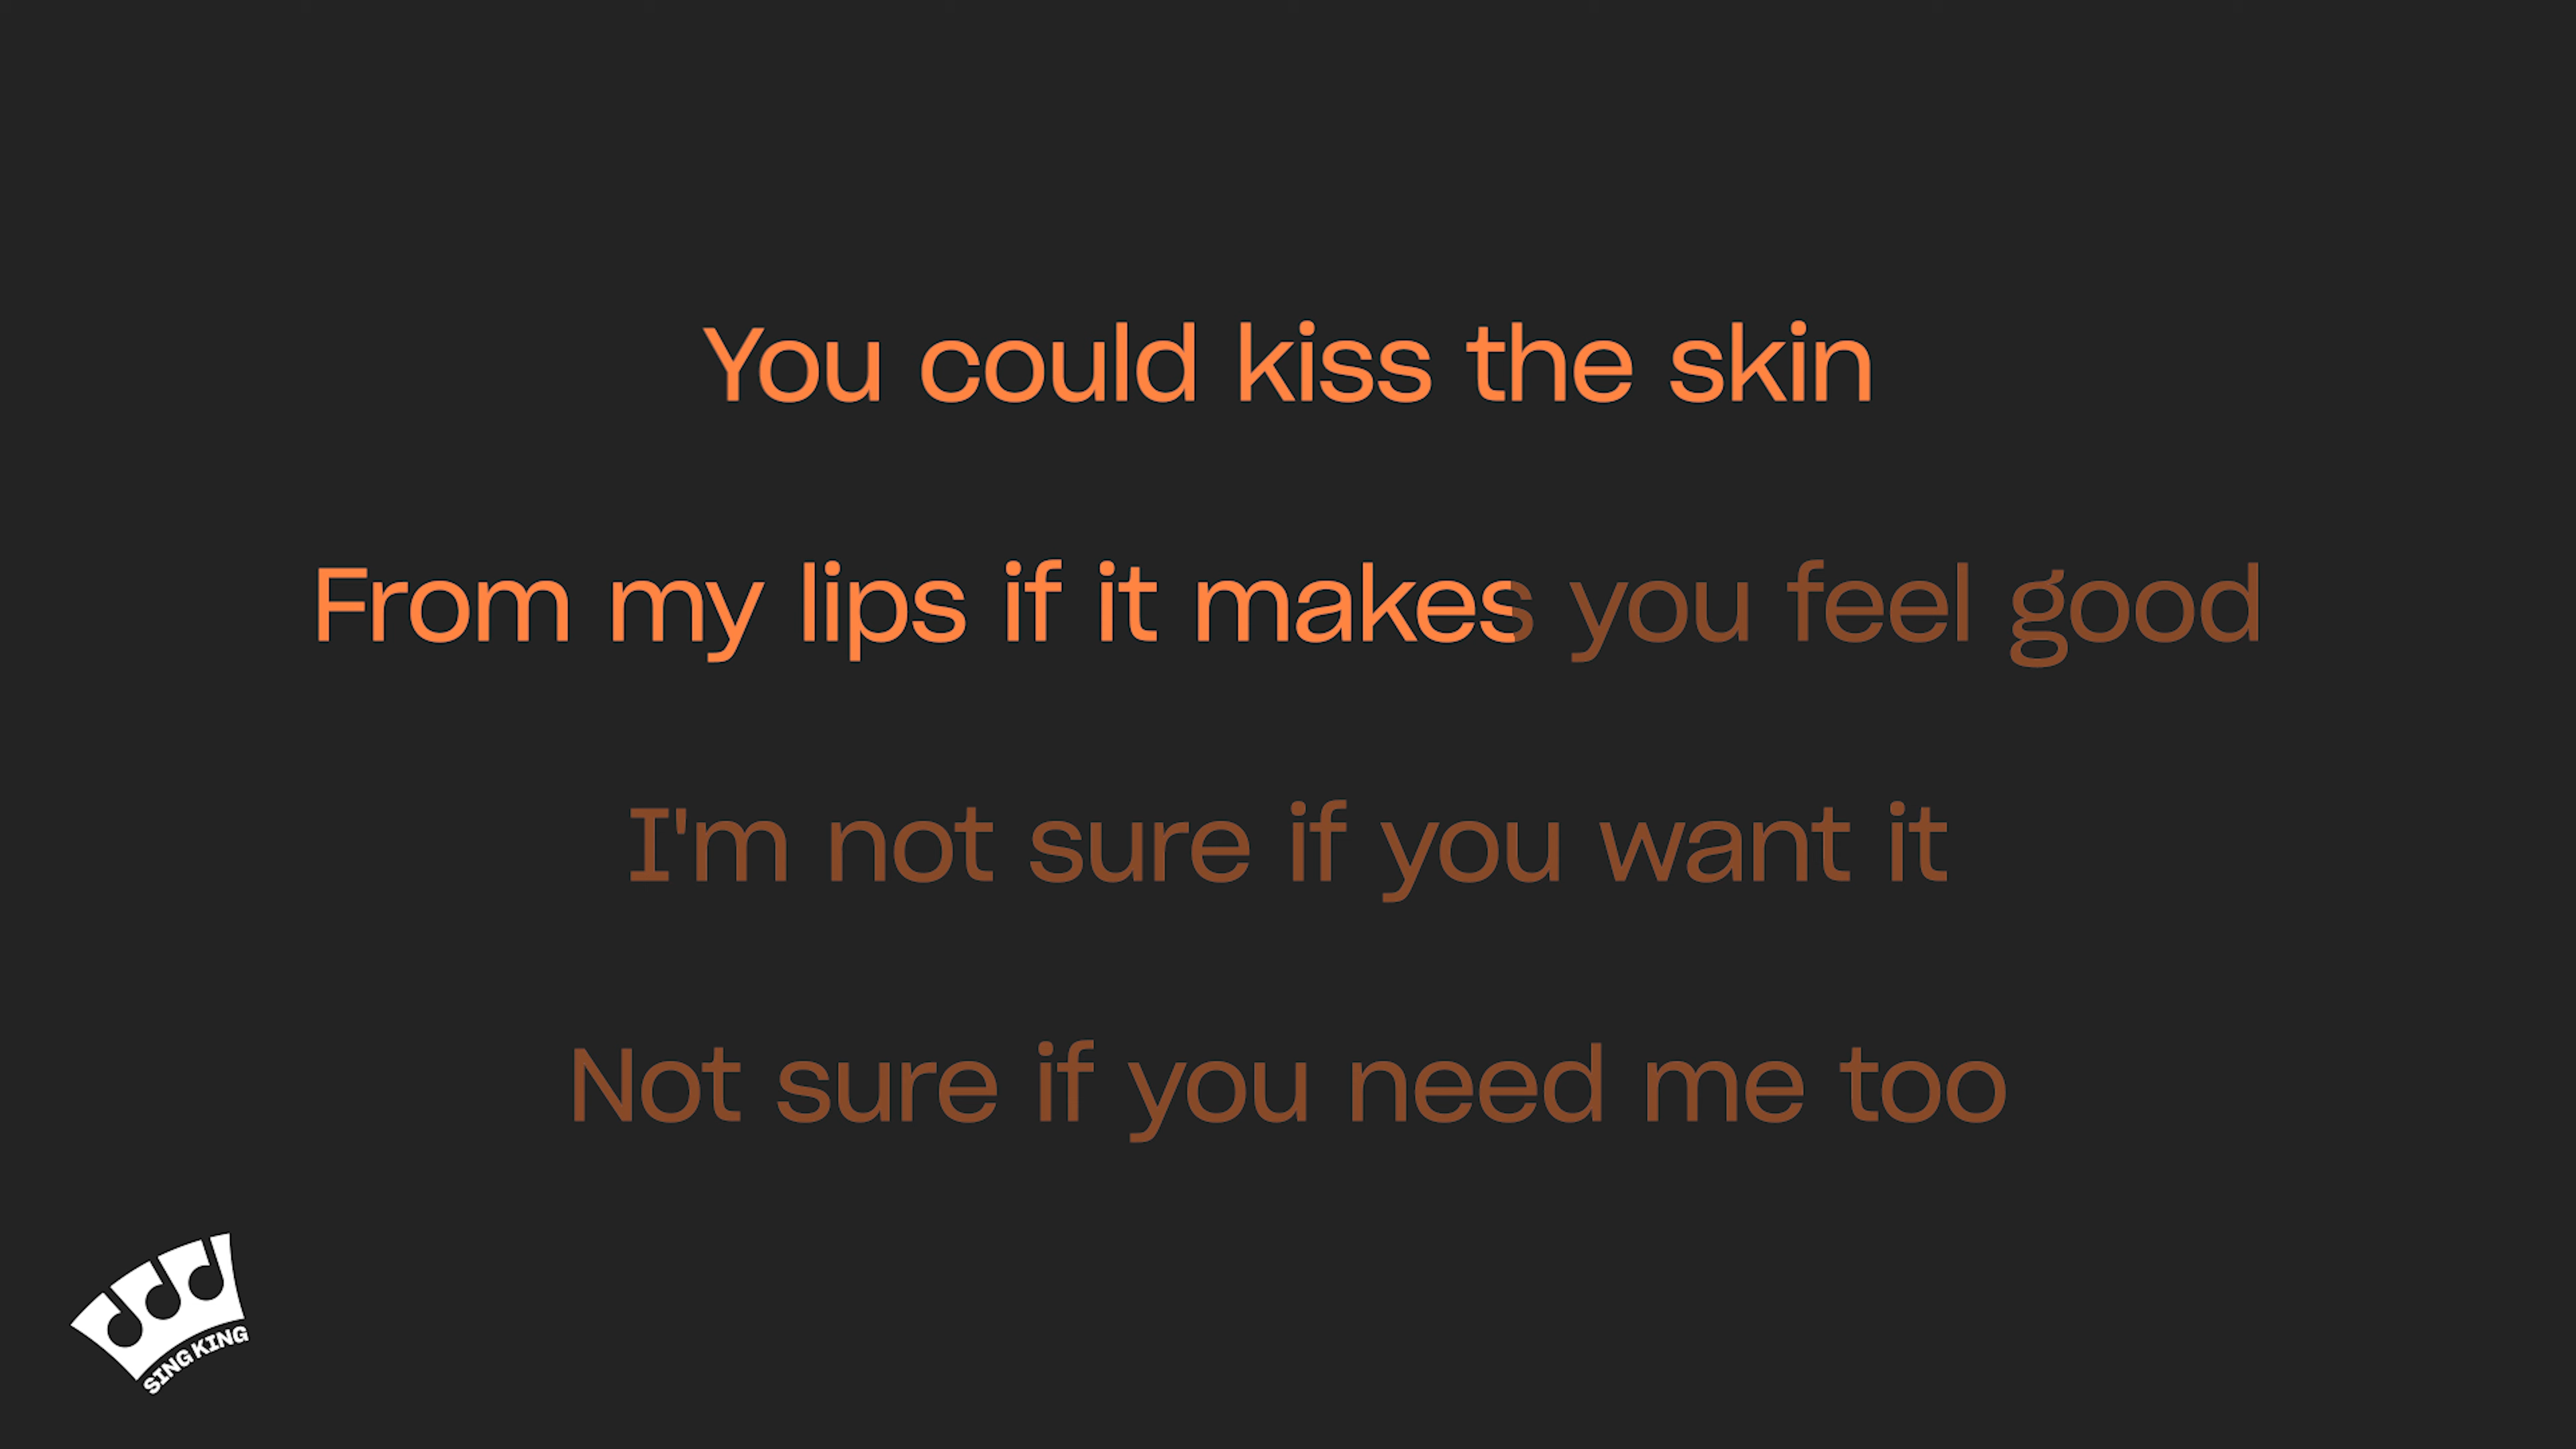 You could kiss the skin
From my lips if it makes you feel good
I'm not sure if you want it
Not sure if you need me too
SING KING